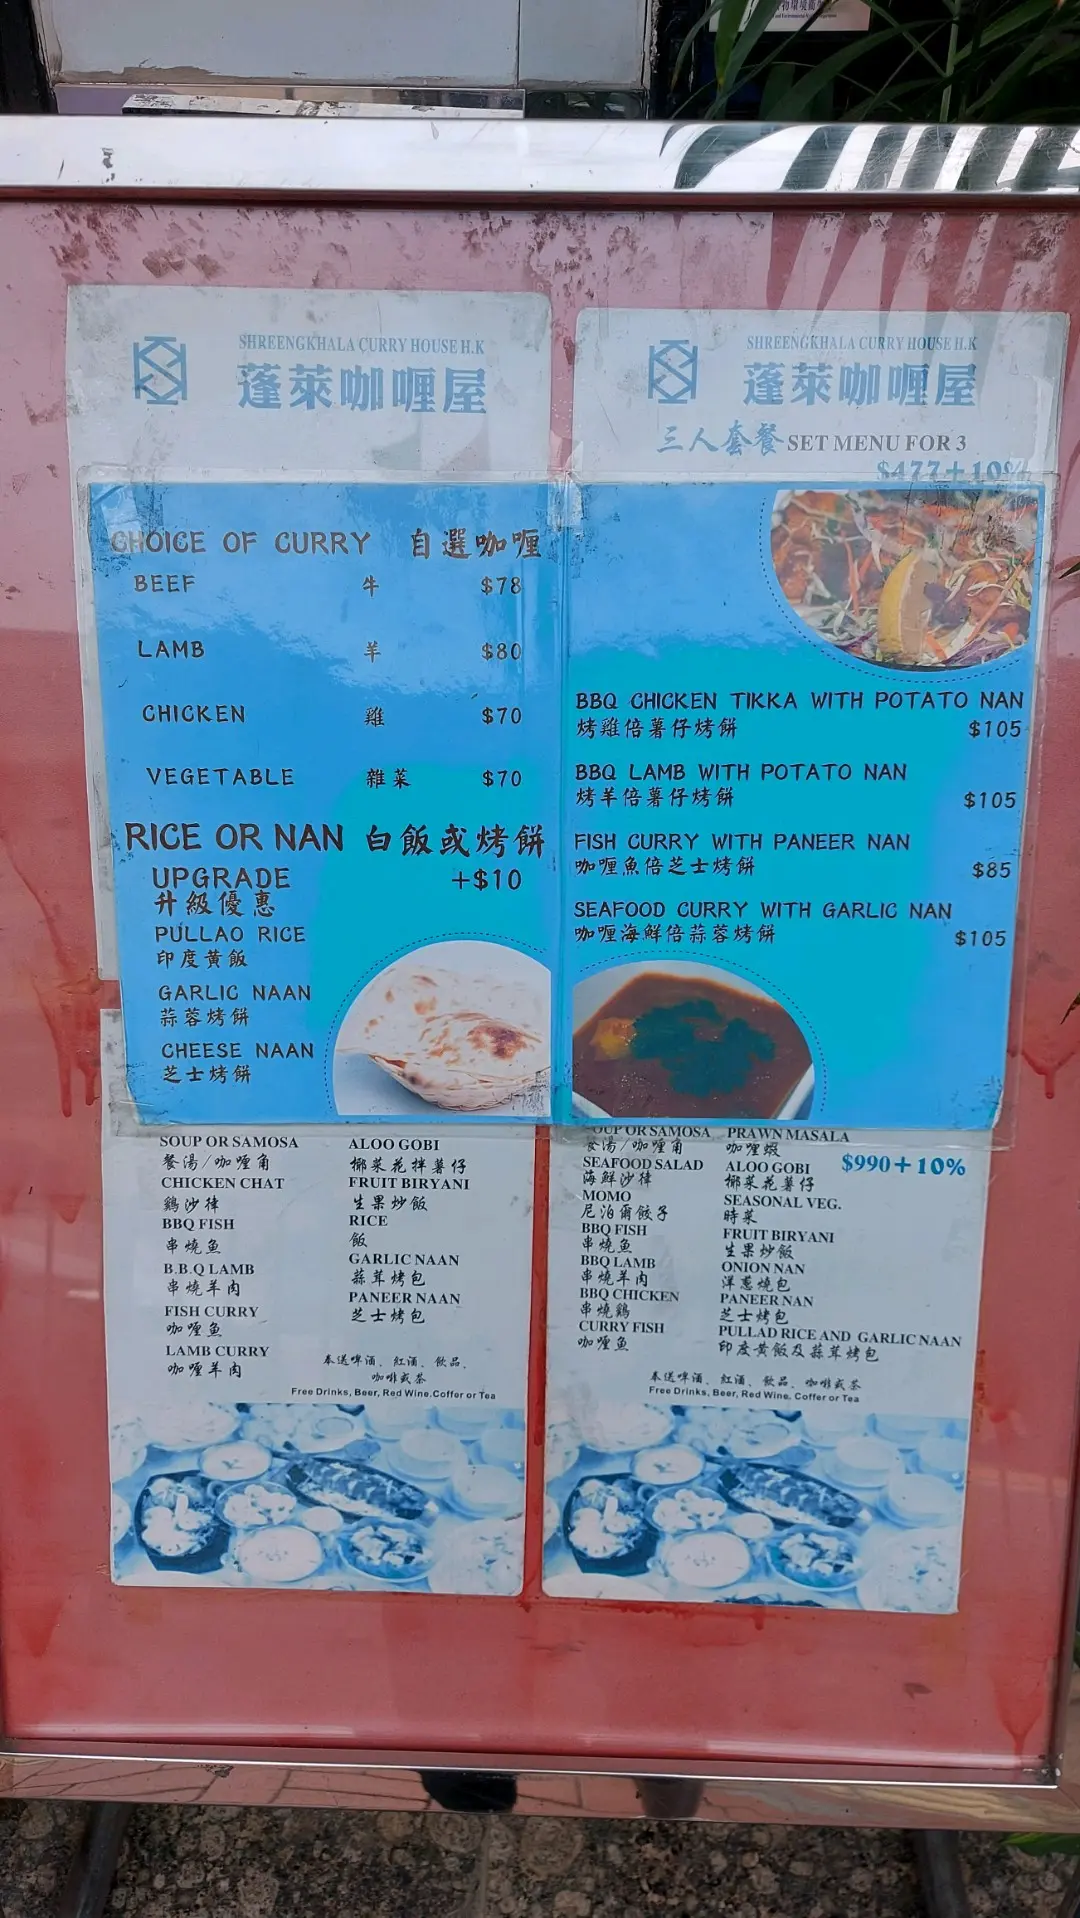 SHREENGKHALA CURRY HOUSE H.K
蓬萊咖喱屋
SHREENGKHALA CURRY HOUSE H.K
蓬萊咖喱屋
三人套餐 SET MENU FOR 3
$477+10%
CHOICE OF CURRY 自選咖喱
BEEF 牛 $78
LAMB 羊 $80
CHICKEN 雞 $70
VEGETABLE 雜菜 $70
RICE OR NAN 白飯或烤餅
UPGRADE +$10
升級優惠
PULLAO RICE
印度黄飯
GARLIC NAAN
蒜蓉烤餅
CHEESE NAAN
芝士烤餅
BBQ CHICKEN TIKKA WITH POTATO NAN
烤雞倍薯仔烤餅 $105
BBQ LAMB WITH POTATO NAN
烤羊倍薯仔烤餅 $105
FISH CURRY WITH PANEER NAN
咖喱魚倍芝士烤餅 $85
SEAFOOD CURRY WITH GARLIC NAN
咖喱海鮮倍蒜蓉烤餅 $105
SOUP OR SAMOSA
餐湯/咖喱角
CHICKEN CHAT
鷄沙律
BBQ FISH
串燒魚
B.B.Q LAMB
串燒羊肉
FISH CURRY
咖喱魚
LAMB CURRY
咖喱羊肉
ALOO GOBI
椰菜花拌薯仔
FRUIT BIRYANI
生果炒飯
RICE
飯
GARLIC NAAN
蒜茸烤包
PANEER NAAN
芝士烤包
奉送啤酒、紅酒、飲品、
咖啡或茶
Free Drinks, Beer, Red Wine.Coffer or Tea
SOUP OR SAMOSA
餐湯/咖喱角
SEAFOOD SALAD
海鮮沙律
MOMO
尼泊爾餃子
BBQ FISH
串燒魚
BBQ LAMB
串燒羊肉
BBQ CHICKEN
串燒鷄
CURRY FISH
咖喱魚
PRAWN MASALA
咖喱蝦
ALOO GOBI $990+10%
椰菜花薯仔
SEASONAL VEG.
時菜
FRUIT BIRYANI
生果炒飯
ONION NAN
洋蔥燒包
PANEER NAN
芝士烤包
PULLAD RICE AND GARLIC NAAN
印度黄飯及蒜茸烤包
奉送啤酒、紅酒、飲品、咖啡或茶
Free Drinks, Beer, Red Wine. Coffer or Tea